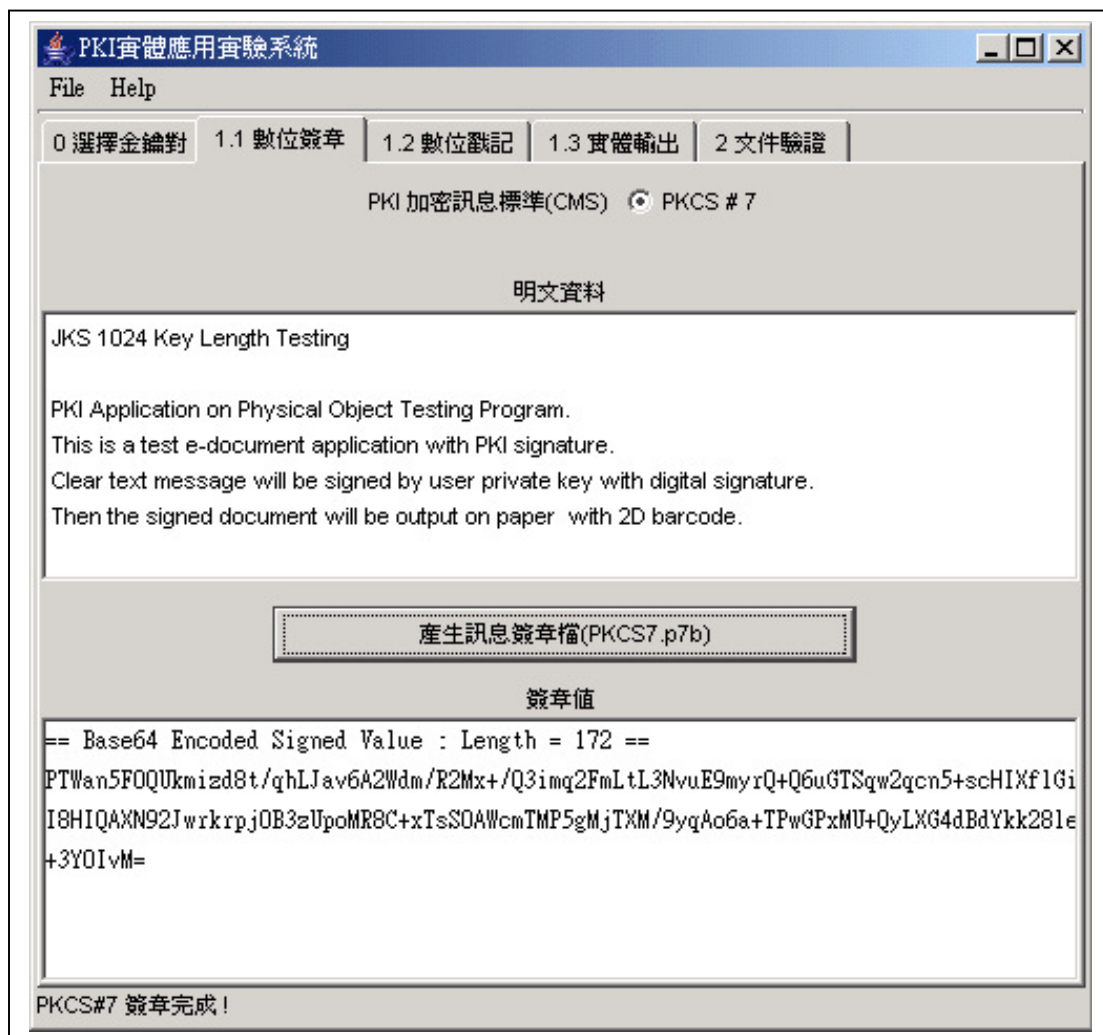 PKI實體應用實驗系統
File Help
0 選擇金鑰對 1.1 數位簽章 1.2 數位戳記 1.3 實體輸出 2 文件驗證
PKI 加密訊息標準(CMS) PKCS # 7
明文資料
JKS 1024 Key Length Testing
PKI Application on Physical Object Testing Program.
This is a test e-document application with PKI signature.
Clear text message will be signed by user private key with digital signature.
Then the signed document will be output on paper with 2D barcode.
產生訊息簽章檔(PKCS7.p7b)
簽章值
== Base64 Encoded Signed Value : Length = 172 ==
PTWan5FOQUkmizd8t/qhLJav6A2Wdm/R2Mx+/Q3imq2FmLtL3NvuE9myrQ+Q6uGTSqw2qcn5+scHIXflGi
I8HIQAXN92JwrkrpjOB3zUpoMR8C+xTsSOAWcmTMP5gMjTXM/9yqAo6a+TPwGPxMU+QyLXG4dBdYkk281e
+3YOIvM=
PKCS#7 簽章完成 !